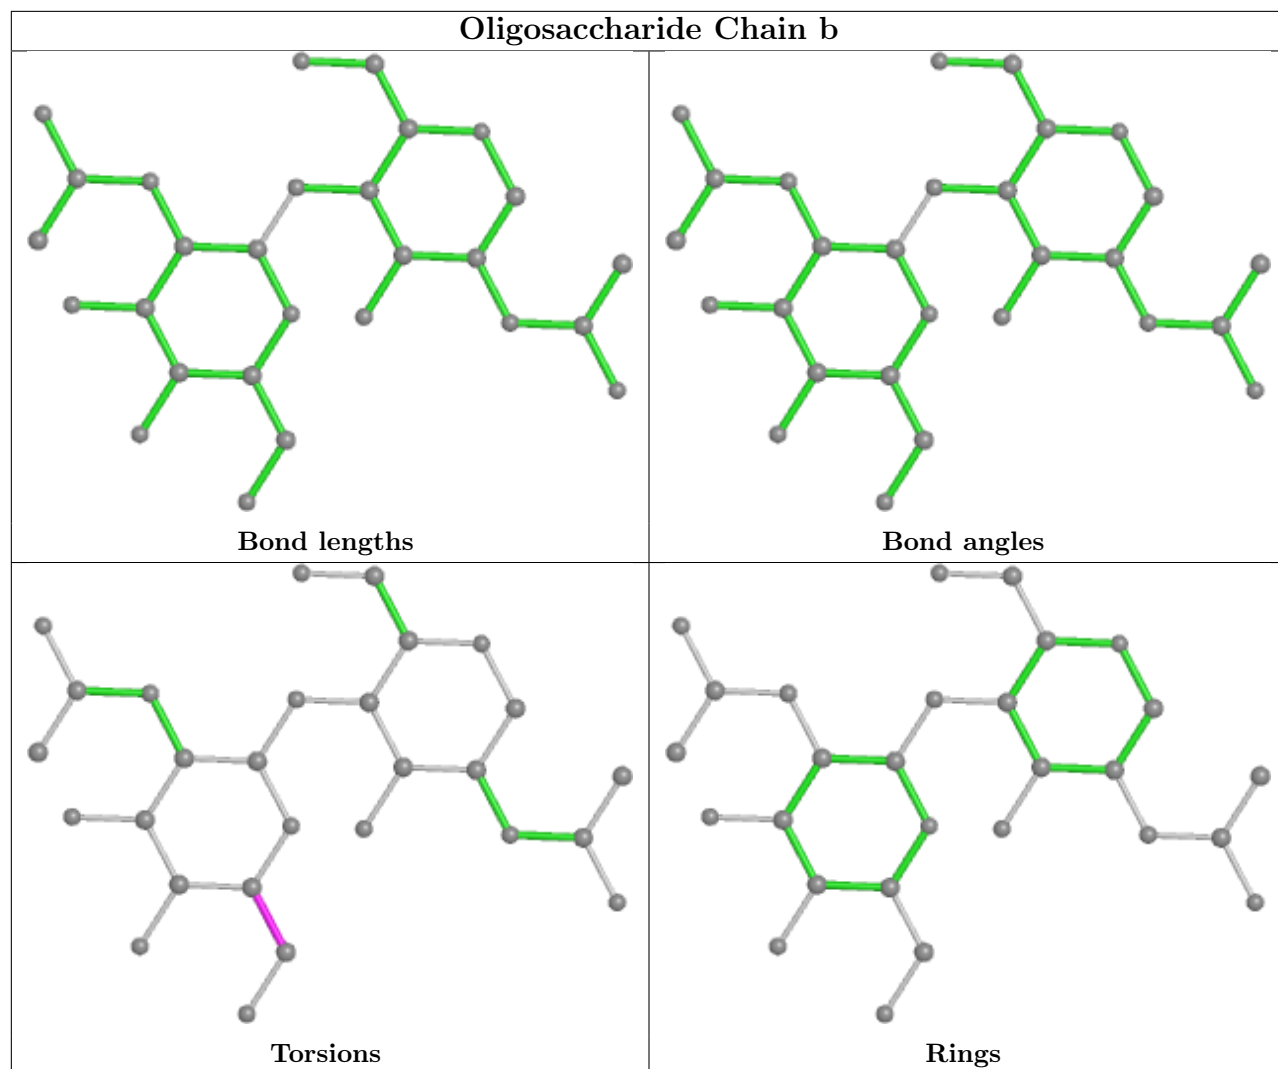 Oligosaccharide Chain b
Bond lengths
Bond angles
Torsions
Rings